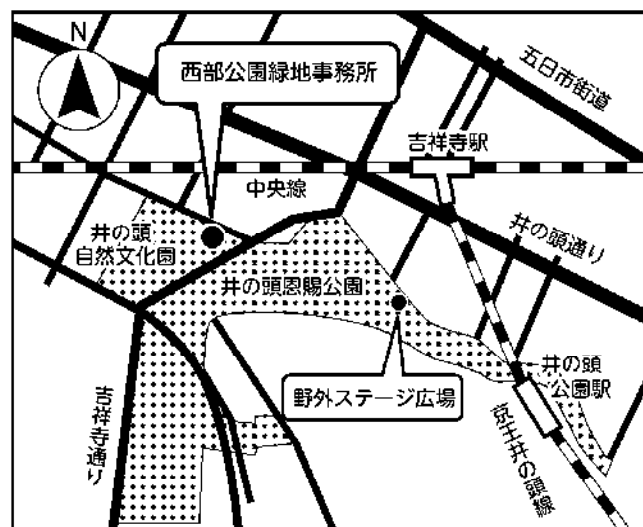 N
西部公園緑地事務所
五日市街道
吉祥寺駅
中央線
井の頭
自然文化園
井の頭通り
井の頭恩賜公園
井の頭
公園駅
野外ステージ広場
吉祥寺通り
京王井の頭線